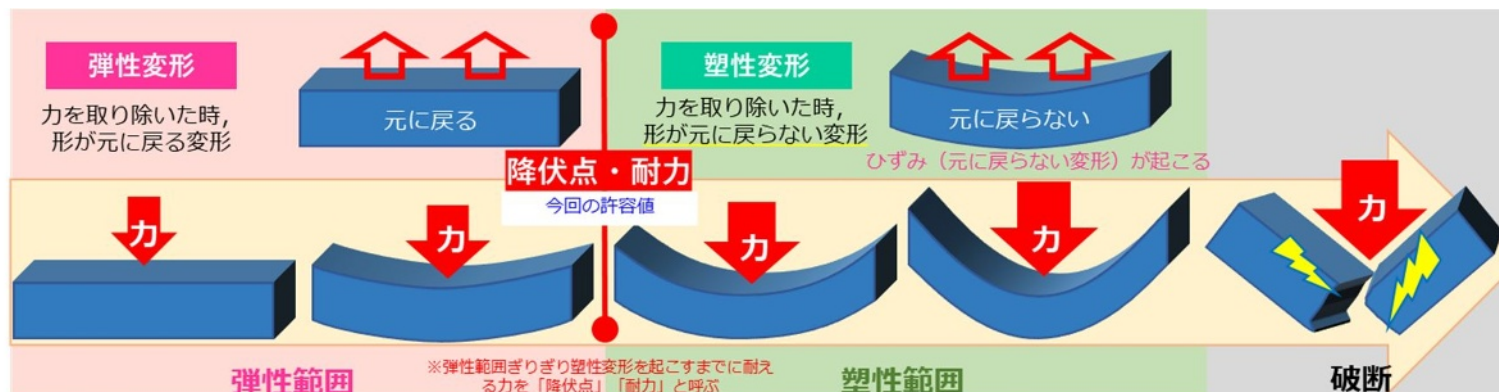 弾性変形
力を取り除いた時,
形が元に戻る変形
元に戻る
塑性変形
力を取り除いた時,
形が元に戻らない変形
元に戻らない
ひずみ（元に戻らない変形）が起こる
降伏点・耐力
今回の許容値
力
力
力
力
力
弾性範囲
※弾性範囲ぎりぎり塑性変形を起こすまでに耐え
る力を「降伏点」「耐力」と呼ぶ
塑性範囲
破断